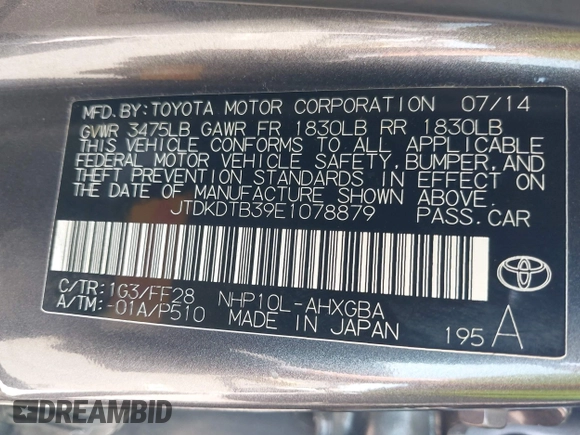 MFD.BY:TOYOTA MOTOR CORPORATION 07/14
GVWR 3475LB GAWR FR 1830LB RR 1830LB
THIS VEHICLE CONFORMS TO ALL APPLICABLE
FEDERAL MOTOR VEHICLE SAFETY,BUMPER,AND
THEFT PREVENTION STANDARDS IN EFFECT ON
THE DATE OF MANUFACTURE SHOWN ABOVE.
JTDKDTB39E1078879 PASS.CAR
C/TR:1G3/FF28 NHP10L-AHXGBA
A/TM:-01A/P510 MADE IN JAPAN
195 A
TOYOTA
DREAMBID